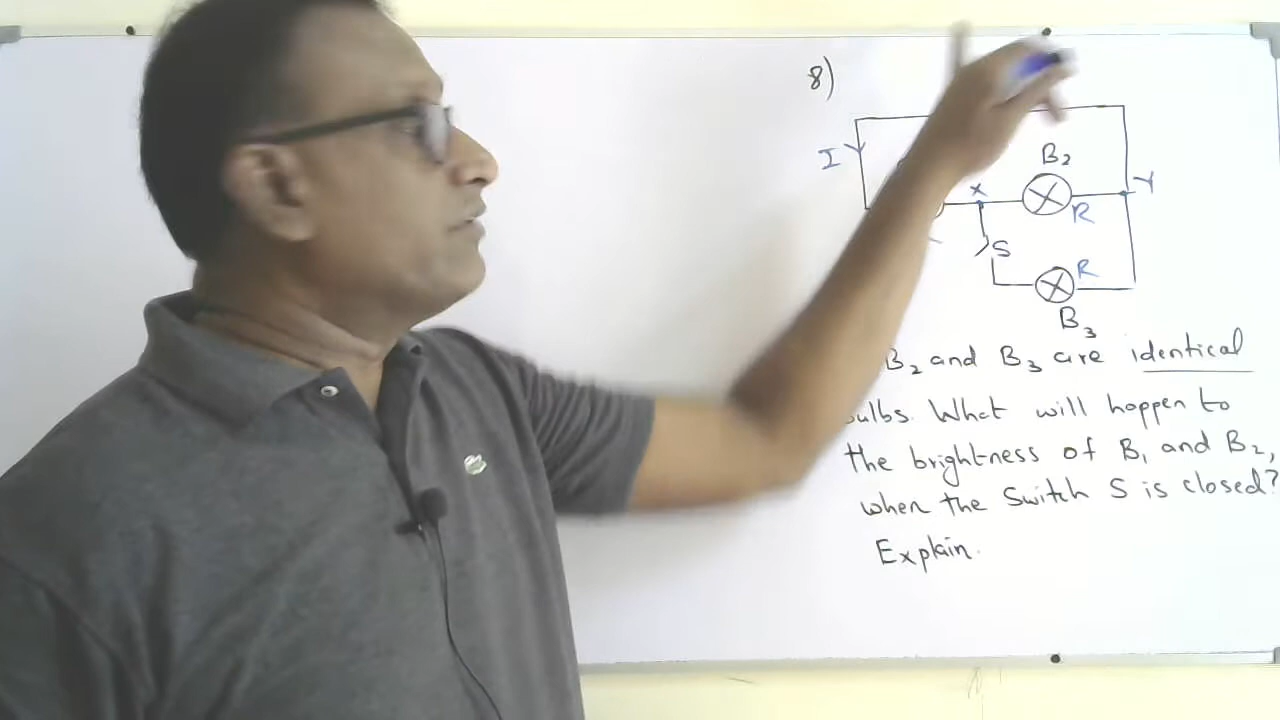 8)
I
B₂
X
Y
R
S
R
B₃
B₂ and B₃ are identical
What will happen to
the brightness of B₁ and B₂,
when the Switch S is closed?
Explain.